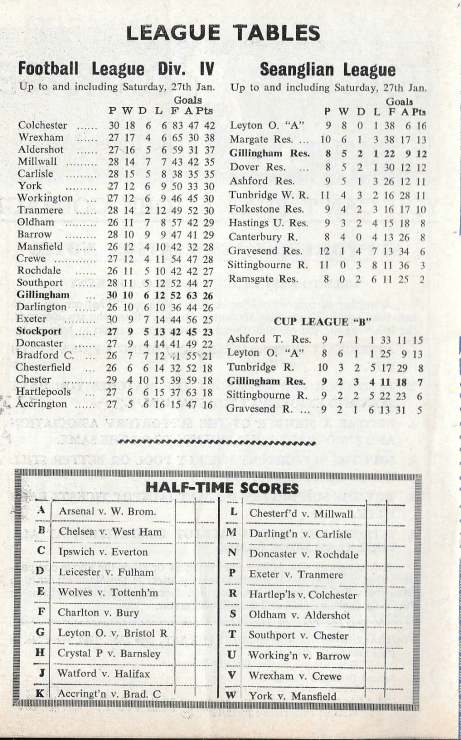 LEAGUE TABLES
Football League Div. IV
Up to and including Saturday, 27th Jan.
Goals
P W D L F A Pts
Colchester ...... 30 18 6 6 83 47 42
Wrexham ...... 27 17 4 6 65 30 38
Aldershot ...... 27 16 5 6 59 31 37
Millwall ...... 28 14 7 7 43 42 35
Carlisle ...... 28 15 5 8 38 35 35
York ...... 27 12 6 9 50 33 30
Workington ... 27 12 6 9 46 45 30
Tranmere ...... 28 14 2 12 49 52 30
Oldham ...... 26 11 7 8 57 42 29
Barrow ...... 28 10 9 9 47 41 29
Mansfield ...... 26 12 4 10 42 32 28
Crewe ...... 27 12 4 11 54 47 28
Rochdale ...... 26 11 5 10 42 42 27
Southport ...... 28 11 5 12 52 44 27
Gillingham ... 30 10 6 12 52 63 26
Darlington ...... 26 10 6 10 36 44 26
Exeter ...... 30 9 7 14 44 56 25
Stockport ...... 27 9 5 13 42 45 23
Doncaster ...... 27 9 4 14 41 49 22
Bradford C. ... 26 7 7 12 41 55 21
Chesterfield ... 26 6 6 14 32 52 18
Chester ...... 29 4 10 15 39 59 18
Hartlepools ... 27 6 6 15 37 63 18
Accrington ... 27 5 6 16 15 47 16
Seanglian League
Up to and including Saturday, 27th Jan.
Goals
P W D L F A Pts
Leyton O. "A" 9 8 0 1 38 6 16
Margate Res. ... 10 6 1 3 38 17 13
Gillingham Res. 8 5 2 1 22 9 12
Dover Res. ... 8 5 2 1 30 12 12
Ashford Res. 9 5 1 3 26 12 11
Tunbridge W. R. 11 4 3 2 16 28 11
Folkestone Res. 9 4 2 3 16 17 10
Hastings U. Res. 9 3 2 4 15 18 8
Canterbury R. 8 4 0 4 13 26 8
Gravesend Res. 12 1 4 7 13 34 6
Sittingbourne R. 11 0 3 8 11 36 3
Ramsgate Res. 8 0 2 6 11 25 2
CUP LEAGUE "B"
Ashford T. Res. 9 7 1 1 33 11 15
Leyton O. "A" 8 6 1 1 25 9 13
Tunbridge R. 10 3 2 5 17 29 8
Gillingham Res. 9 2 3 4 11 18 7
Sittingbourne R. 9 2 2 5 22 23 6
Gravesend R. ... 9 2 1 6 13 31 5
HALF-TIME SCORES
A Arsenal v. W. Brom.
B Chelsea v. West Ham
C Ipswich v. Everton
D Leicester v. Fulham
E Wolves v. Tottenh'm
F Charlton v. Bury
G Leyton O. v. Bristol R
H Crystal P v. Barnsley
J Watford v. Halifax
K Accringt'n v. Brad. C
L Chesterf'd v. Millwall
M Darlingt'n v. Carlisle
N Doncaster v. Rochdale
P Exeter v. Tranmere
R Hartlep'ls v. Colchester
S Oldham v. Aldershot
T Southport v. Chester
U Working'n v. Barrow
V Wrexham v. Crewe
W York v. Mansfield